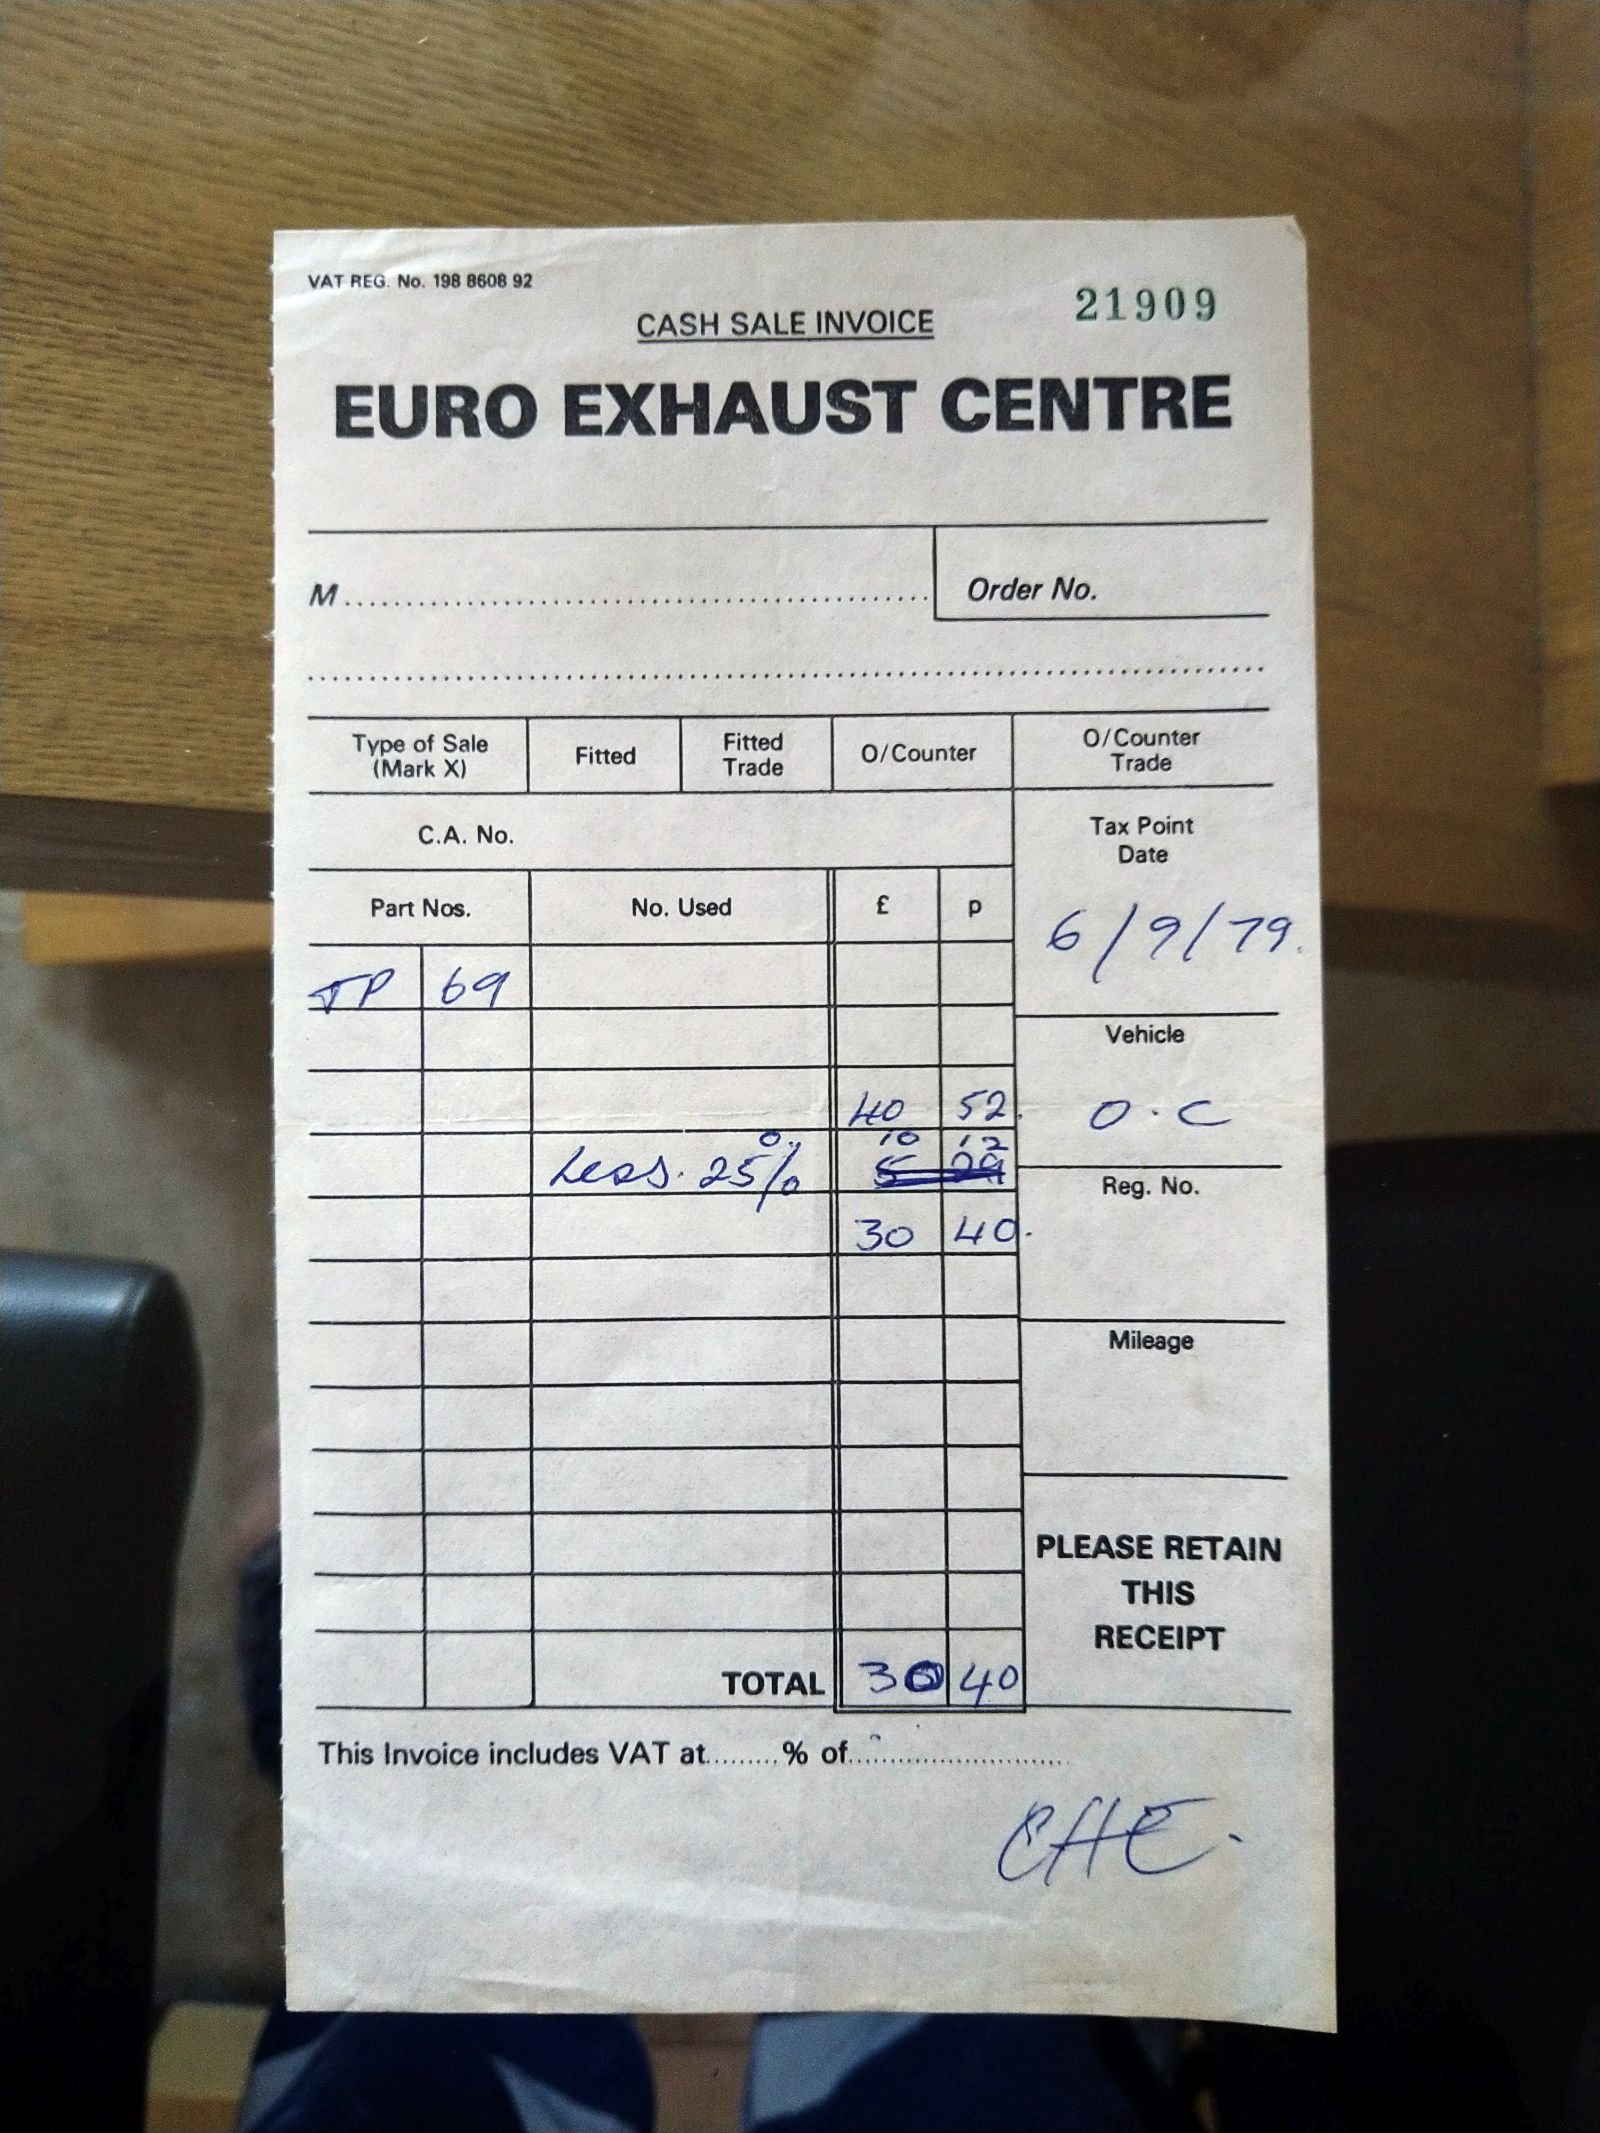 VAT REG. No. 198 8608 92
21909
CASH SALE INVOICE
EURO EXHAUST CENTRE
M........................................................ Order No.
Type of Sale (Mark X) Fitted Fitted Trade O/Counter O/Counter Trade
C.A. No. Tax Point Date
Part Nos. No. Used £ p 6/9/79.
TP 69
Vehicle
40 52. O.C
10 12
Less. 25% 5 29 Reg. No.
30 40.
Mileage
PLEASE RETAIN
THIS
RECEIPT
TOTAL 30 40
This Invoice includes VAT at.........% of............................